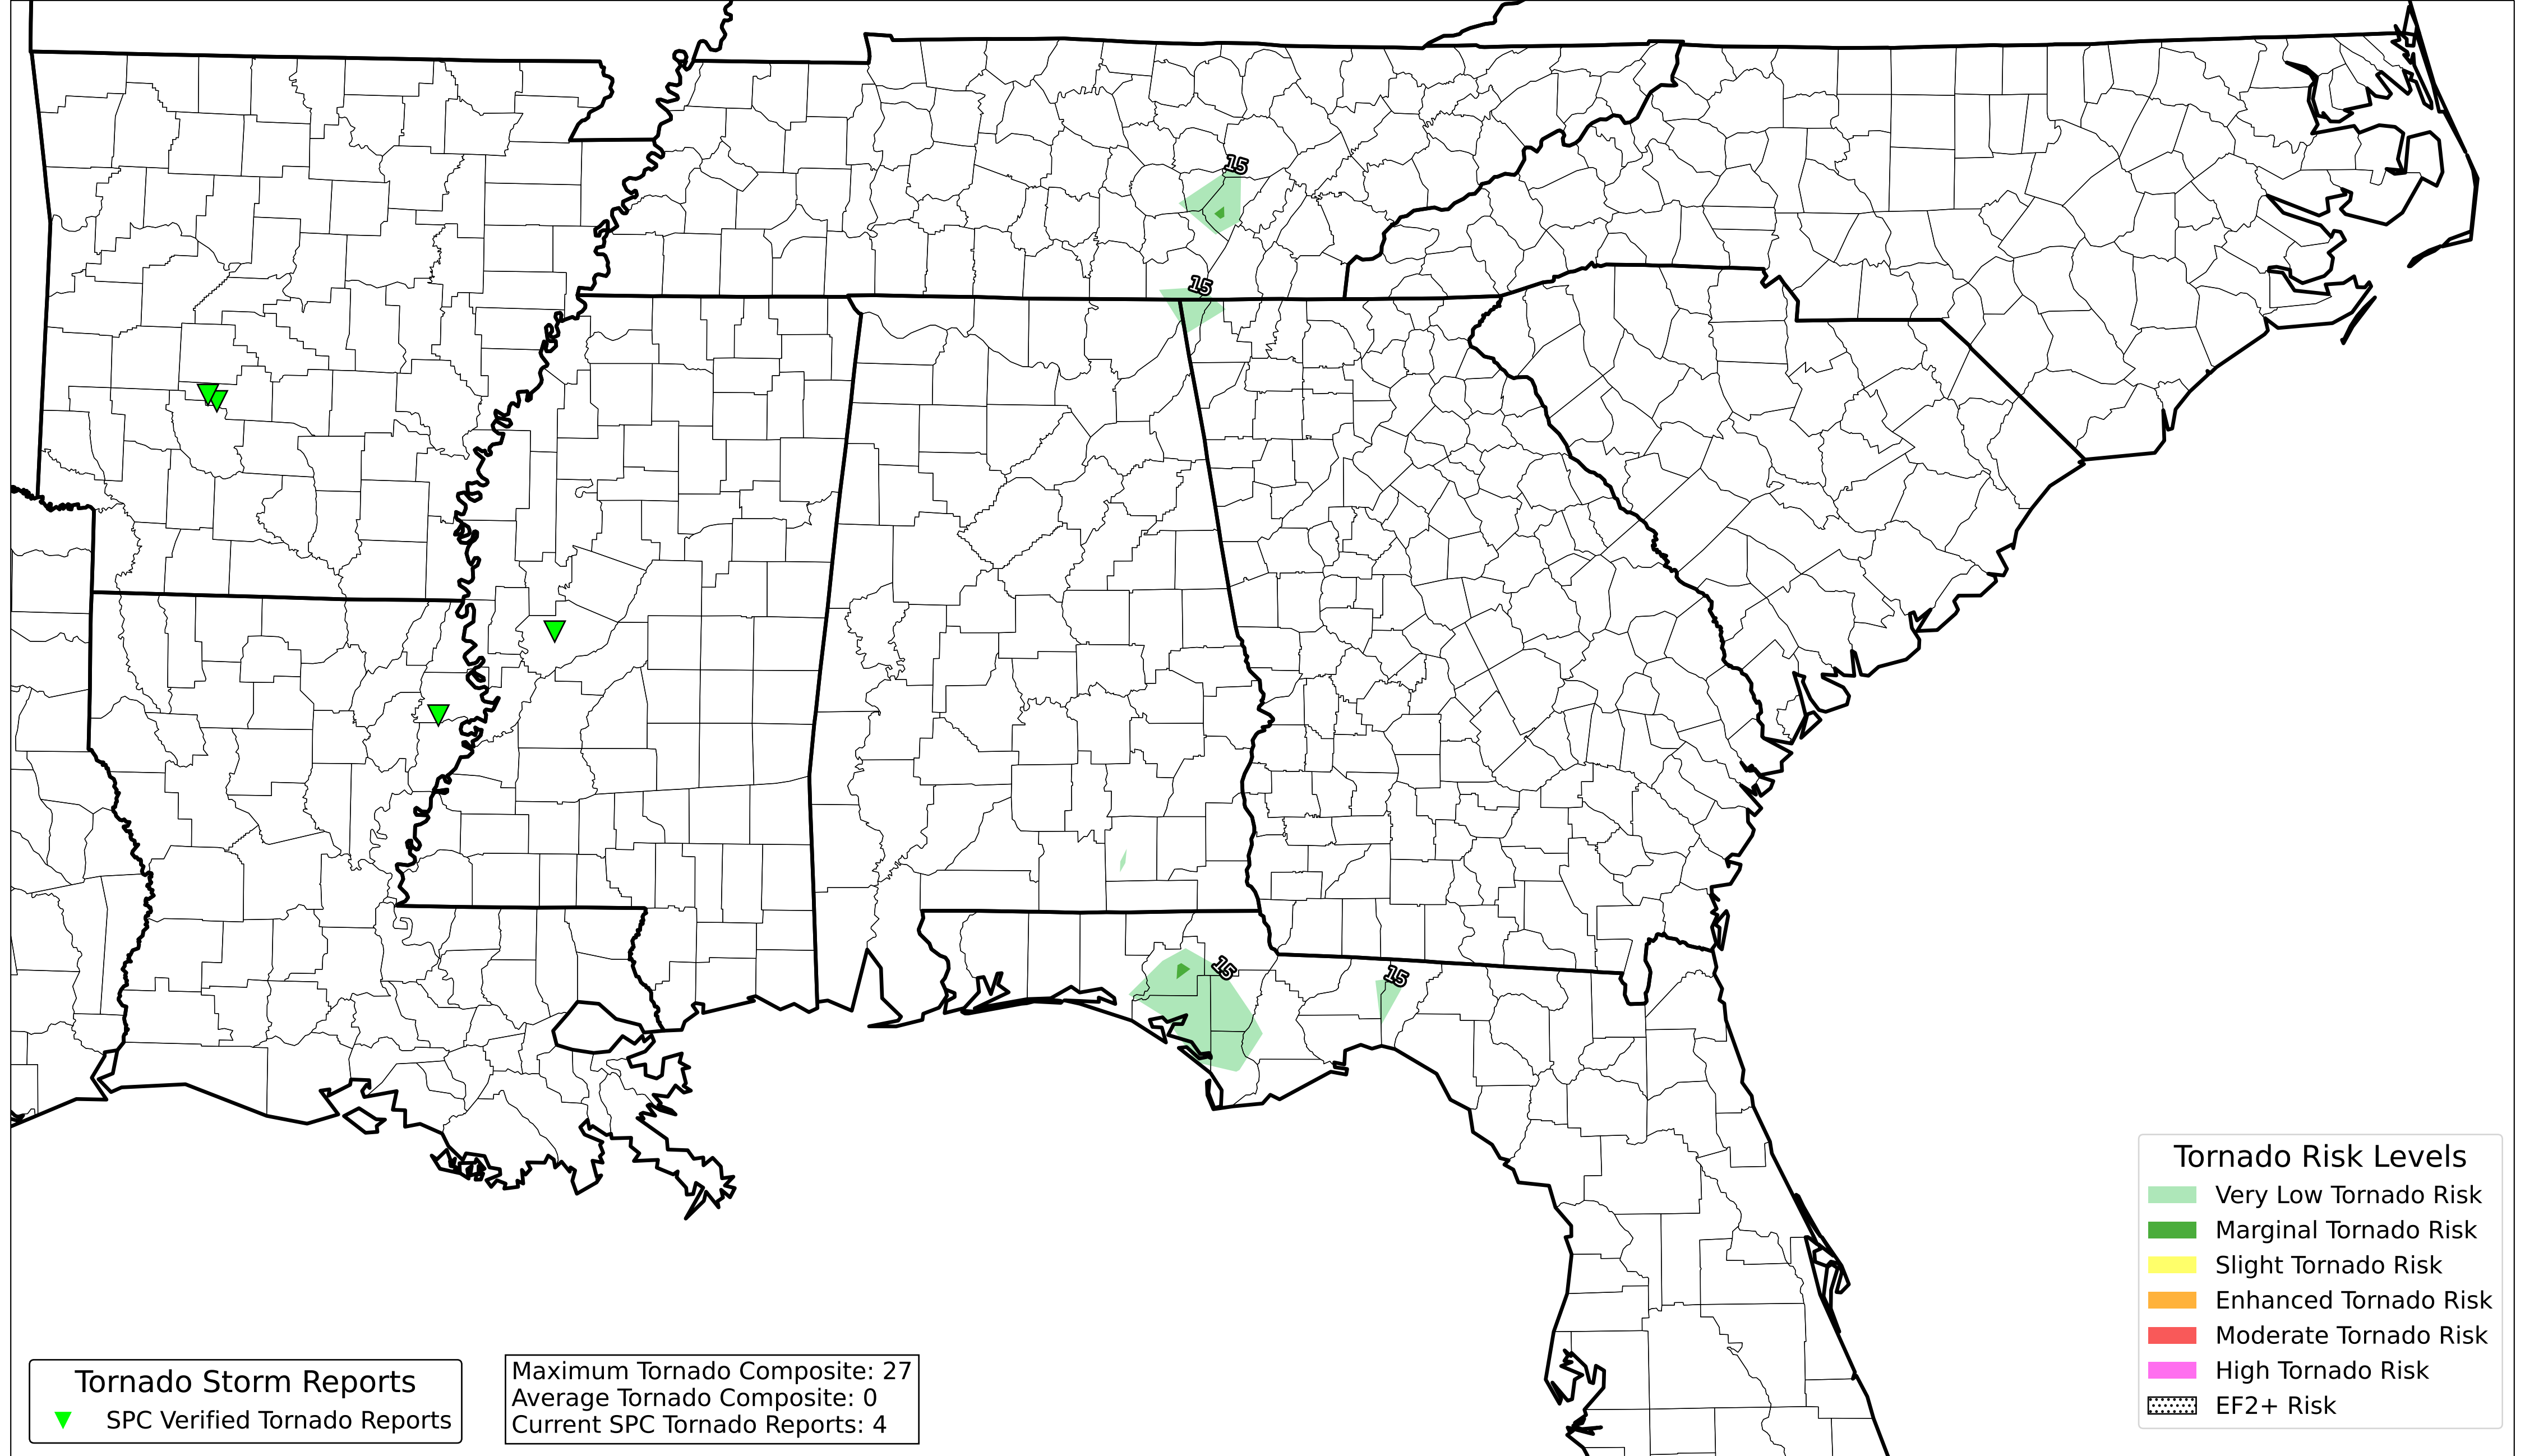 15
15
15
15
Tornado Risk Levels
Very Low Tornado Risk
Marginal Tornado Risk
Slight Tornado Risk
Enhanced Tornado Risk
Moderate Tornado Risk
High Tornado Risk
EF2+ Risk
Tornado Storm Reports
SPC Verified Tornado Reports
Maximum Tornado Composite: 27
Average Tornado Composite: 0
Current SPC Tornado Reports: 4